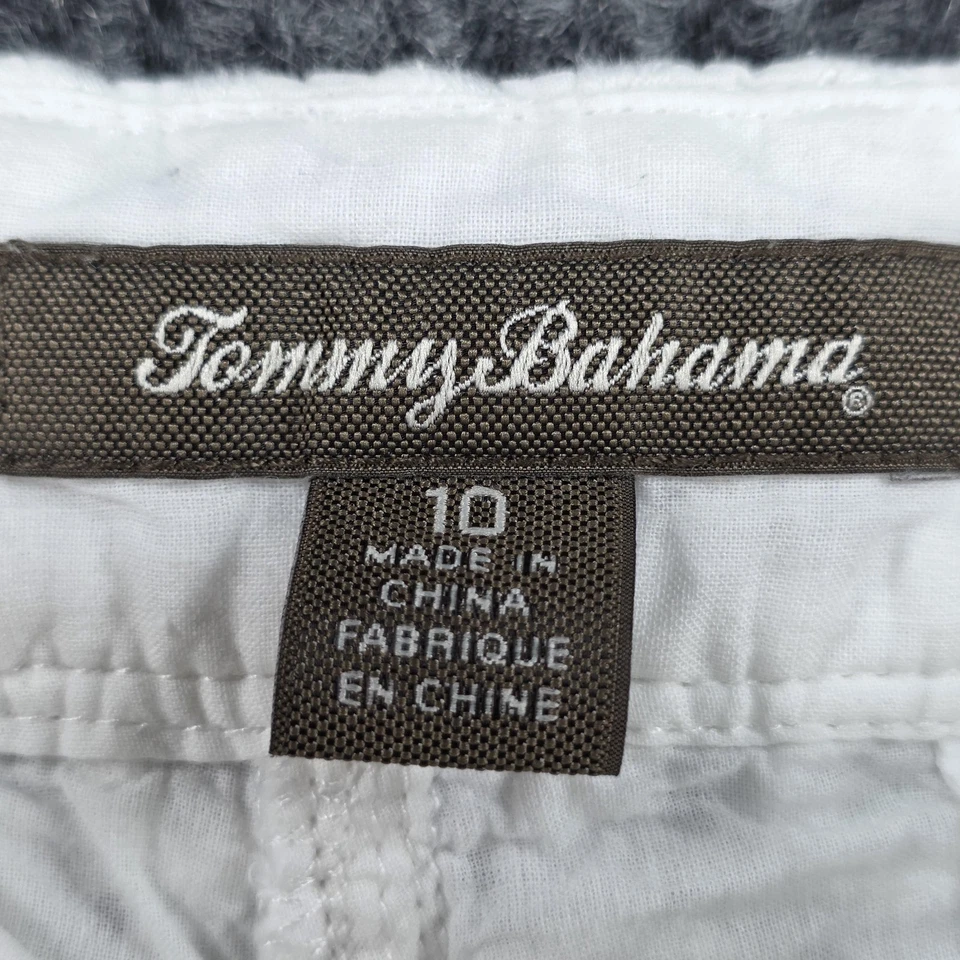 Tommy Bahama®
10
MADE IN
CHINA
FABRIQUE
EN CHINE